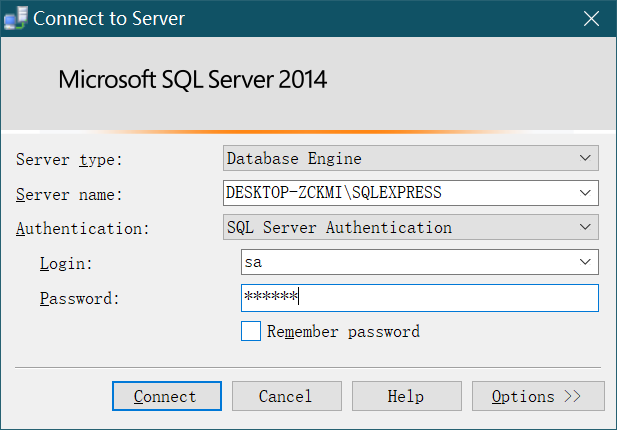 Connect to Server
Microsoft SQL Server 2014
Server type: Database Engine
Server name: DESKTOP-ZCKMI\SQLEXPRESS
Authentication: SQL Server Authentication
Login: sa
Password: ******
Remember password
Connect Cancel Help Options >>